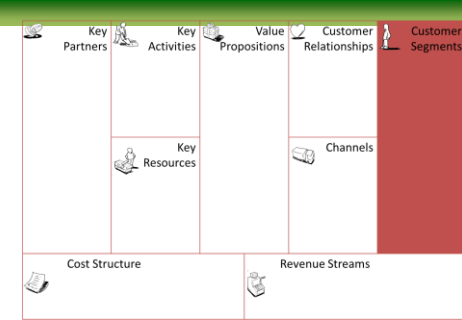 Key
Partners
Key
Activities
Value
Propositions
Customer
Relationships
Customer
Segments
Key
Resources
Channels
Cost Structure
Revenue Streams